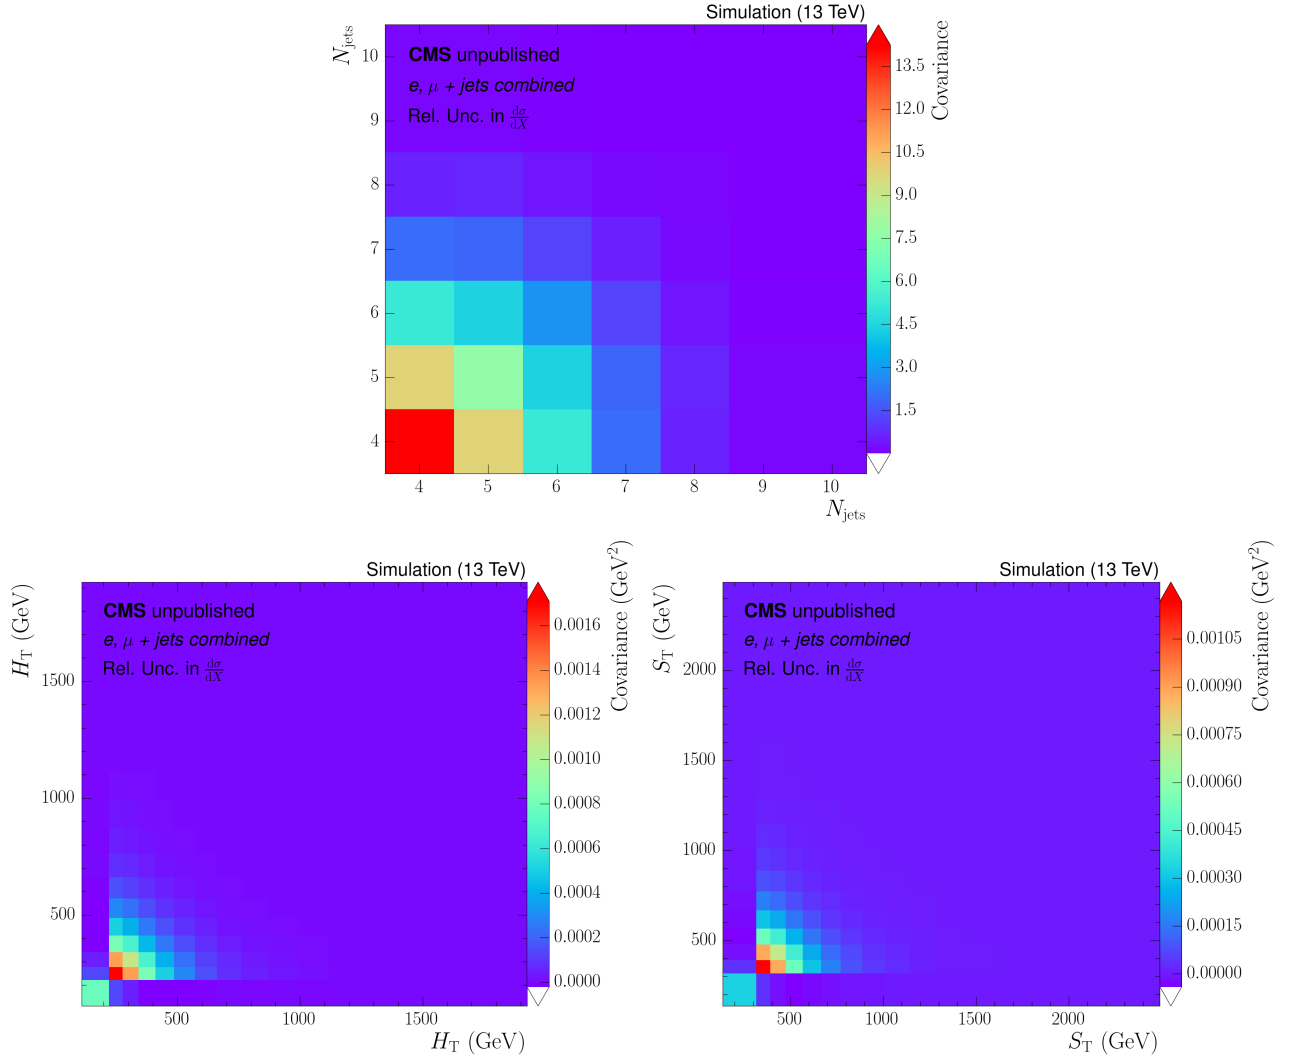 Simulation (13 TeV)
CMS unpublished
e, μ + jets combined
Rel. Unc. in dσ/dX
N_jets
10
9
8
7
6
5
4
4 5 6 7 8 9 10
N_jets
Covariance
13.5
12.0
10.5
9.0
7.5
6.0
4.5
3.0
1.5
Simulation (13 TeV)
CMS unpublished
e, μ + jets combined
Rel. Unc. in dσ/dX
H_T (GeV)
1500
1000
500
500 1000 1500
H_T (GeV)
Covariance (GeV²)
0.0016
0.0014
0.0012
0.0010
0.0008
0.0006
0.0004
0.0002
0.0000
Simulation (13 TeV)
CMS unpublished
e, μ + jets combined
Rel. Unc. in dσ/dX
S_T (GeV)
2000
1500
1000
500
500 1000 1500 2000
S_T (GeV)
Covariance (GeV²)
0.00105
0.00090
0.00075
0.00060
0.00045
0.00030
0.00015
0.00000